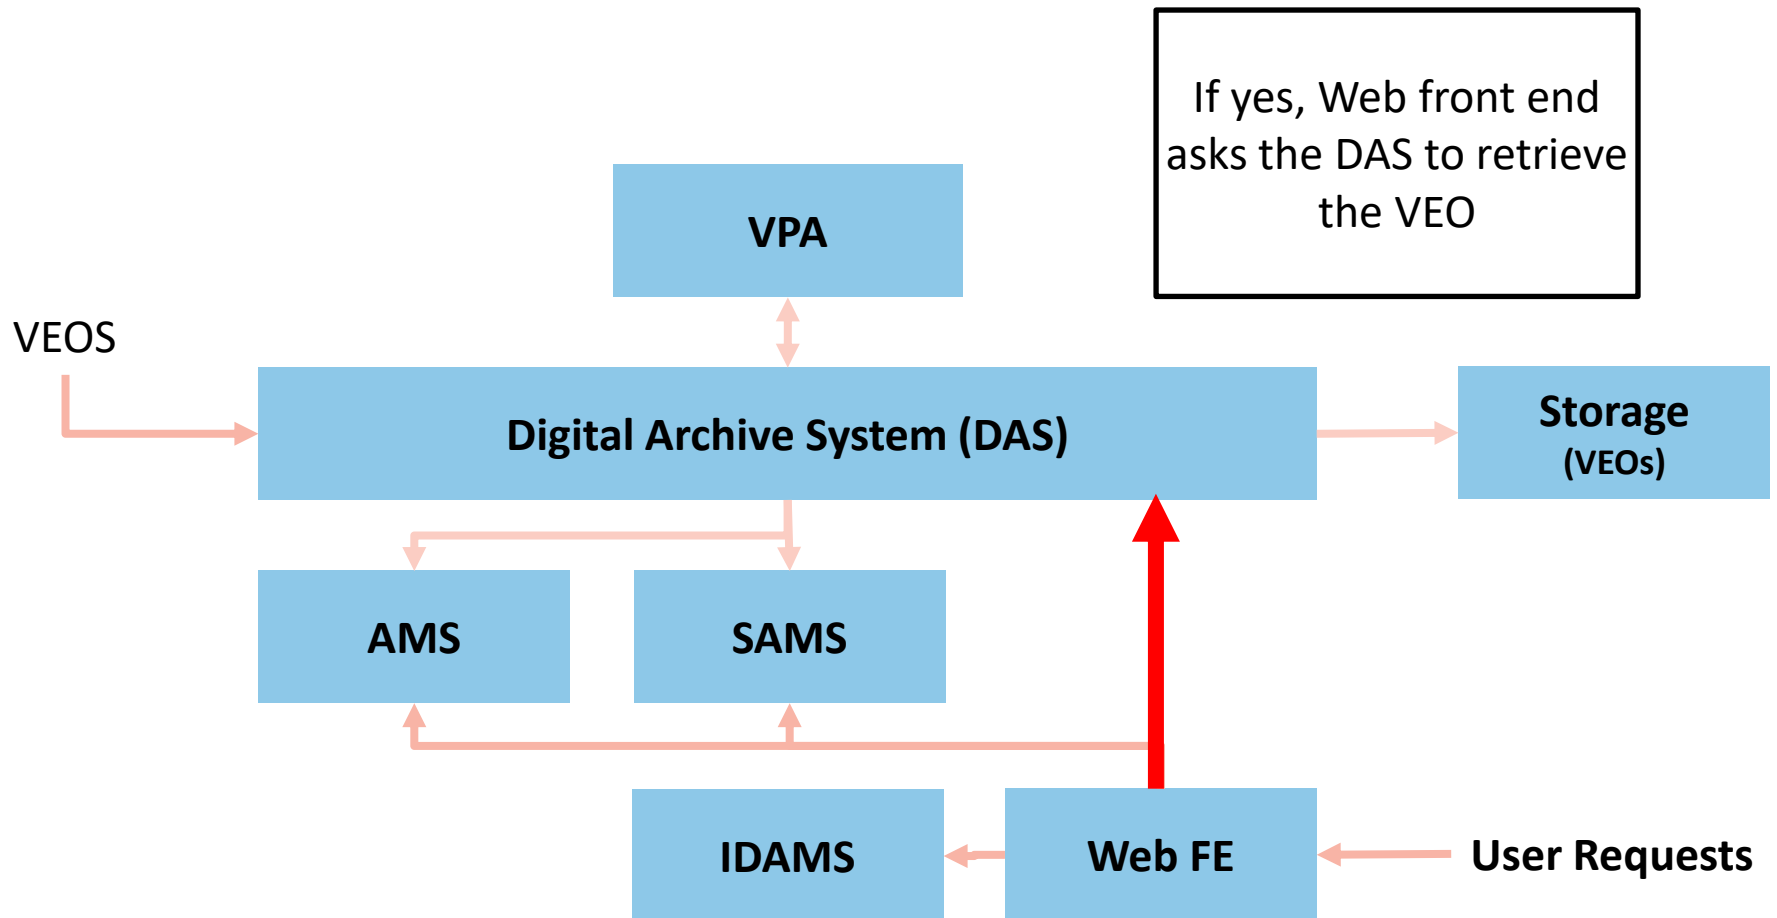 If yes, Web front end
asks the DAS to retrieve
the VEO
VPA
VEOS
Digital Archive System (DAS)
Storage
(VEOs)
AMS
SAMS
IDAMS
Web FE
User Requests